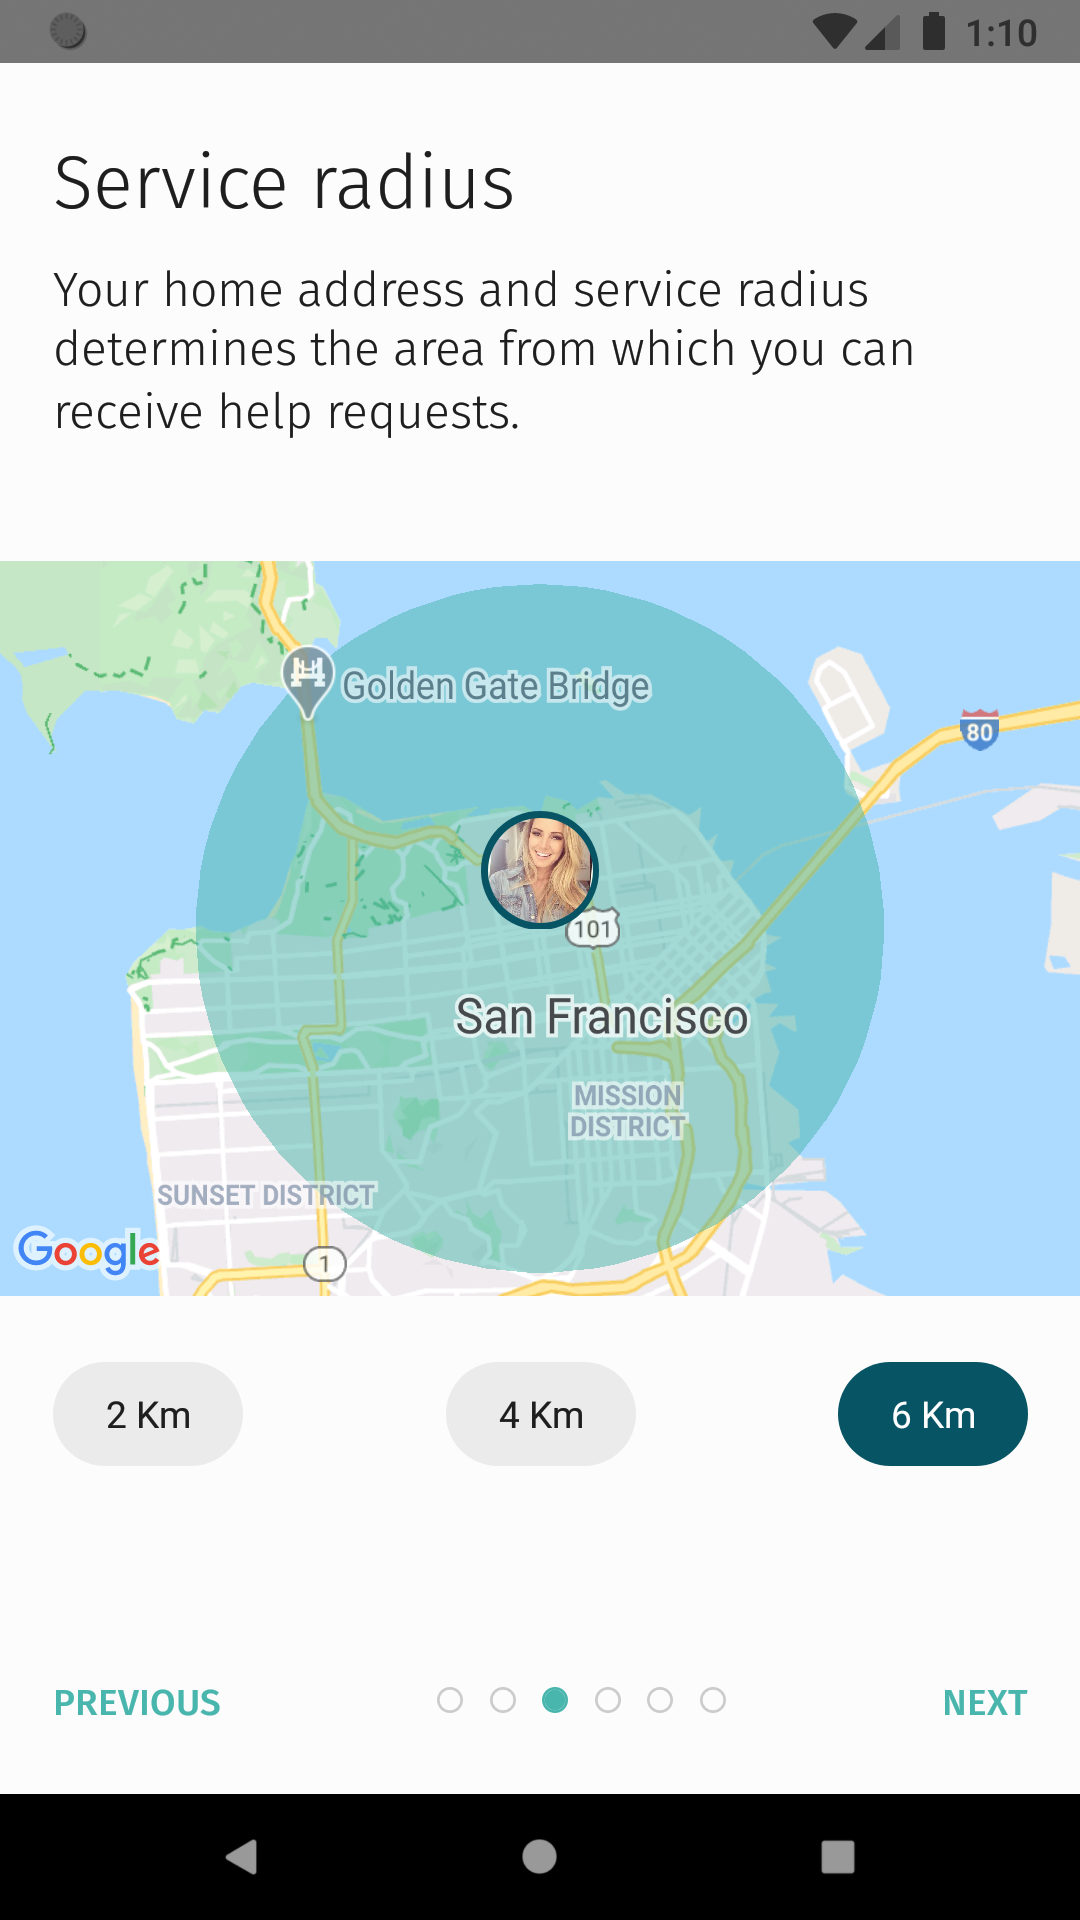 1:10
Service radius
Your home address and service radius
determines the area from which you can
receive help requests.
Golden Gate Bridge
80
101
San Francisco
MISSION
DISTRICT
SUNSET DISTRICT
Google
1
2 Km
4 Km
6 Km
PREVIOUS
NEXT